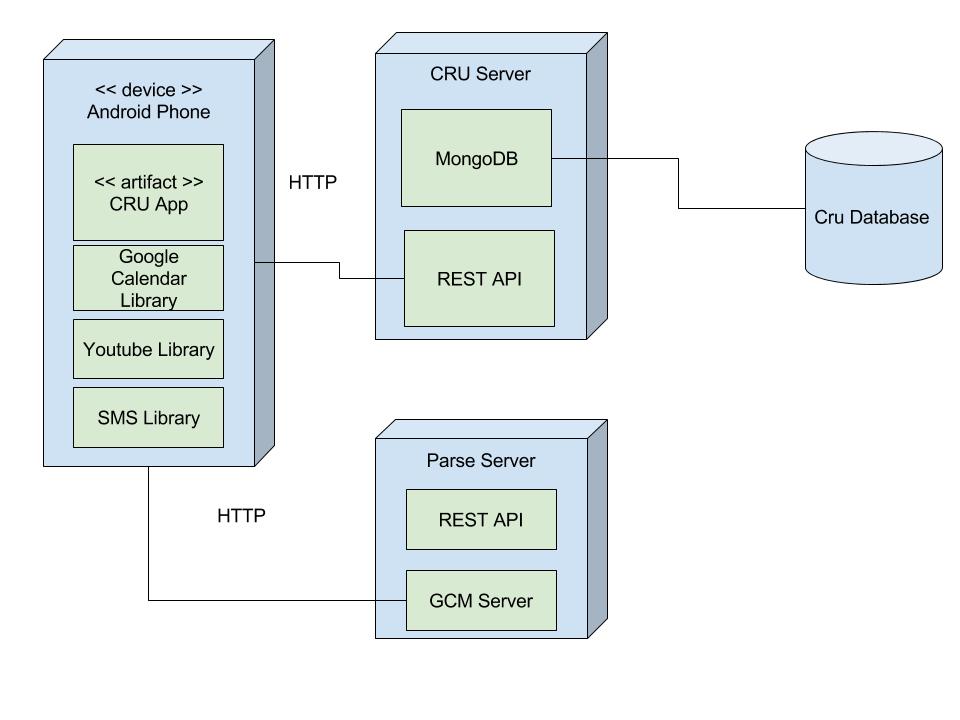 << device >>
Android Phone
<< artifact >>
CRU App
Google
Calendar
Library
Youtube Library
SMS Library
HTTP
CRU Server
MongoDB
REST API
Cru Database
HTTP
Parse Server
REST API
GCM Server